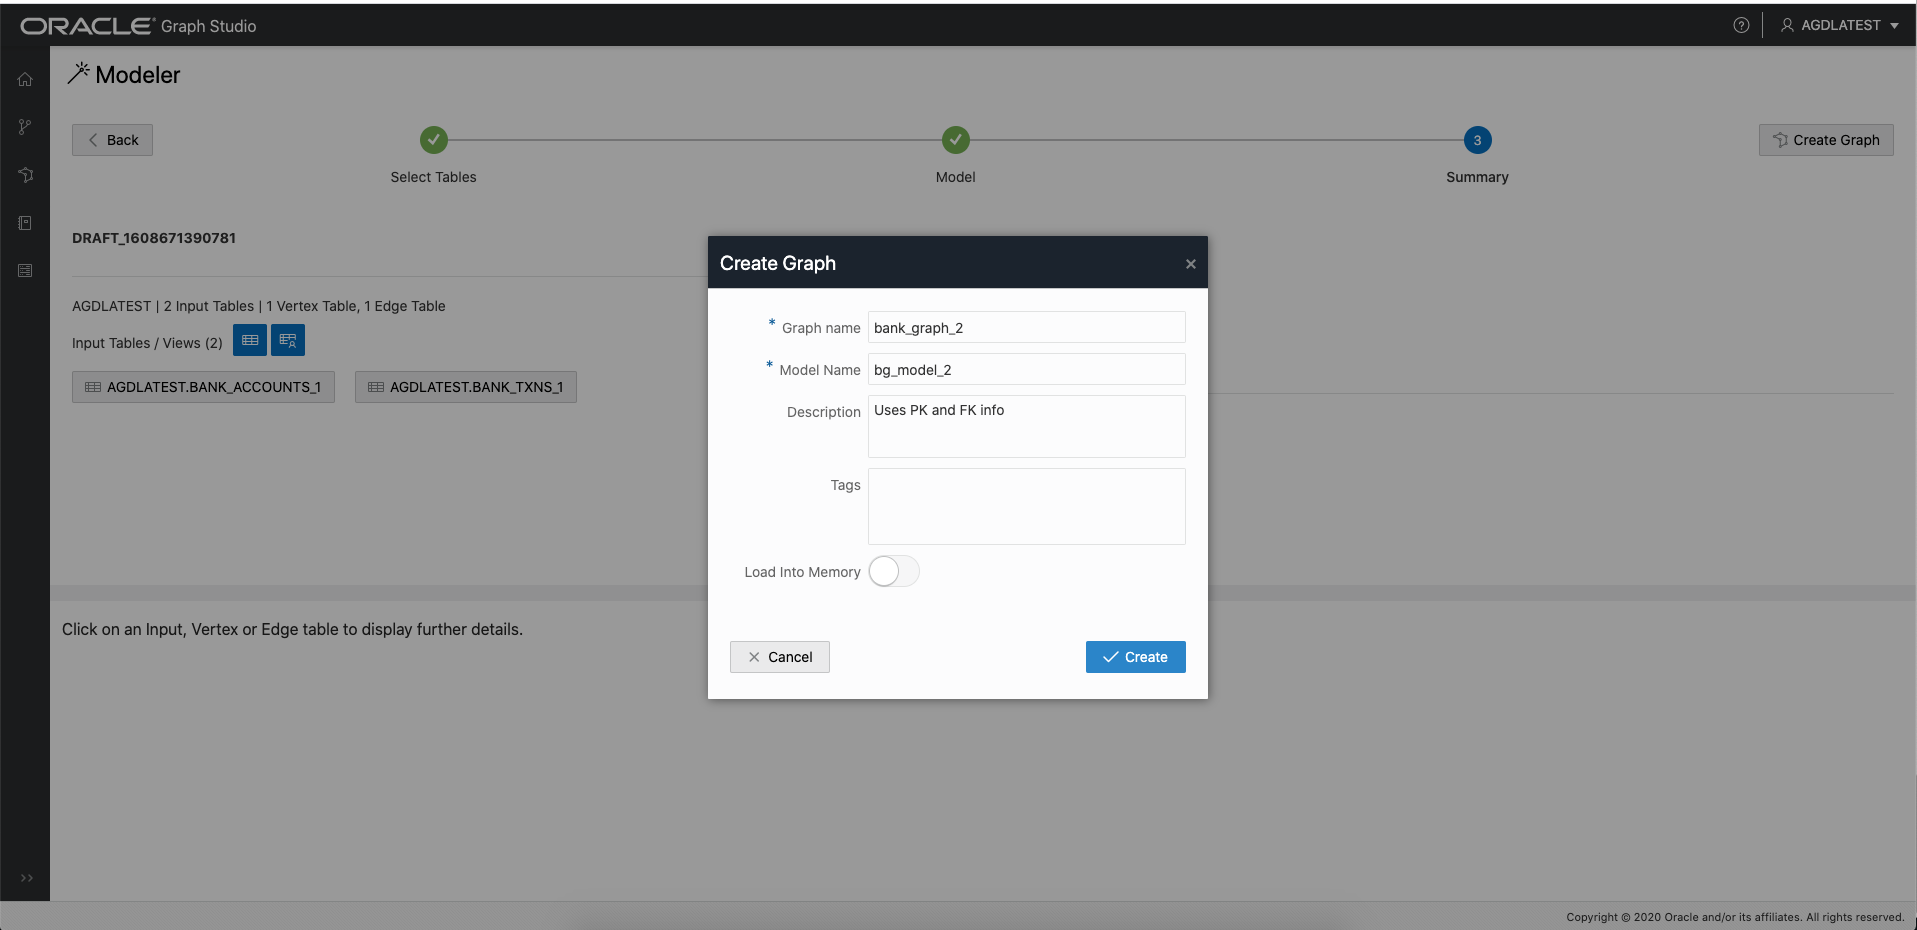 ORACLE® Graph Studio
AGDLATEST
Modeler
Back
3
Create Graph
Select Tables
Model
Summary
DRAFT_1608671390781
AGDLATEST | 2 Input Tables | 1 Vertex Table, 1 Edge Table
Input Tables / Views (2)
AGDLATEST.BANK_ACCOUNTS_1
AGDLATEST.BANK_TXNS_1
Create Graph
* Graph name
bank_graph_2
* Model Name
bg_model_2
Description
Uses PK and FK info
Tags
Load Into Memory
Cancel
Create
Click on an Input, Vertex or Edge table to display further details.
Copyright © 2020 Oracle and/or its affiliates. All rights reserved.